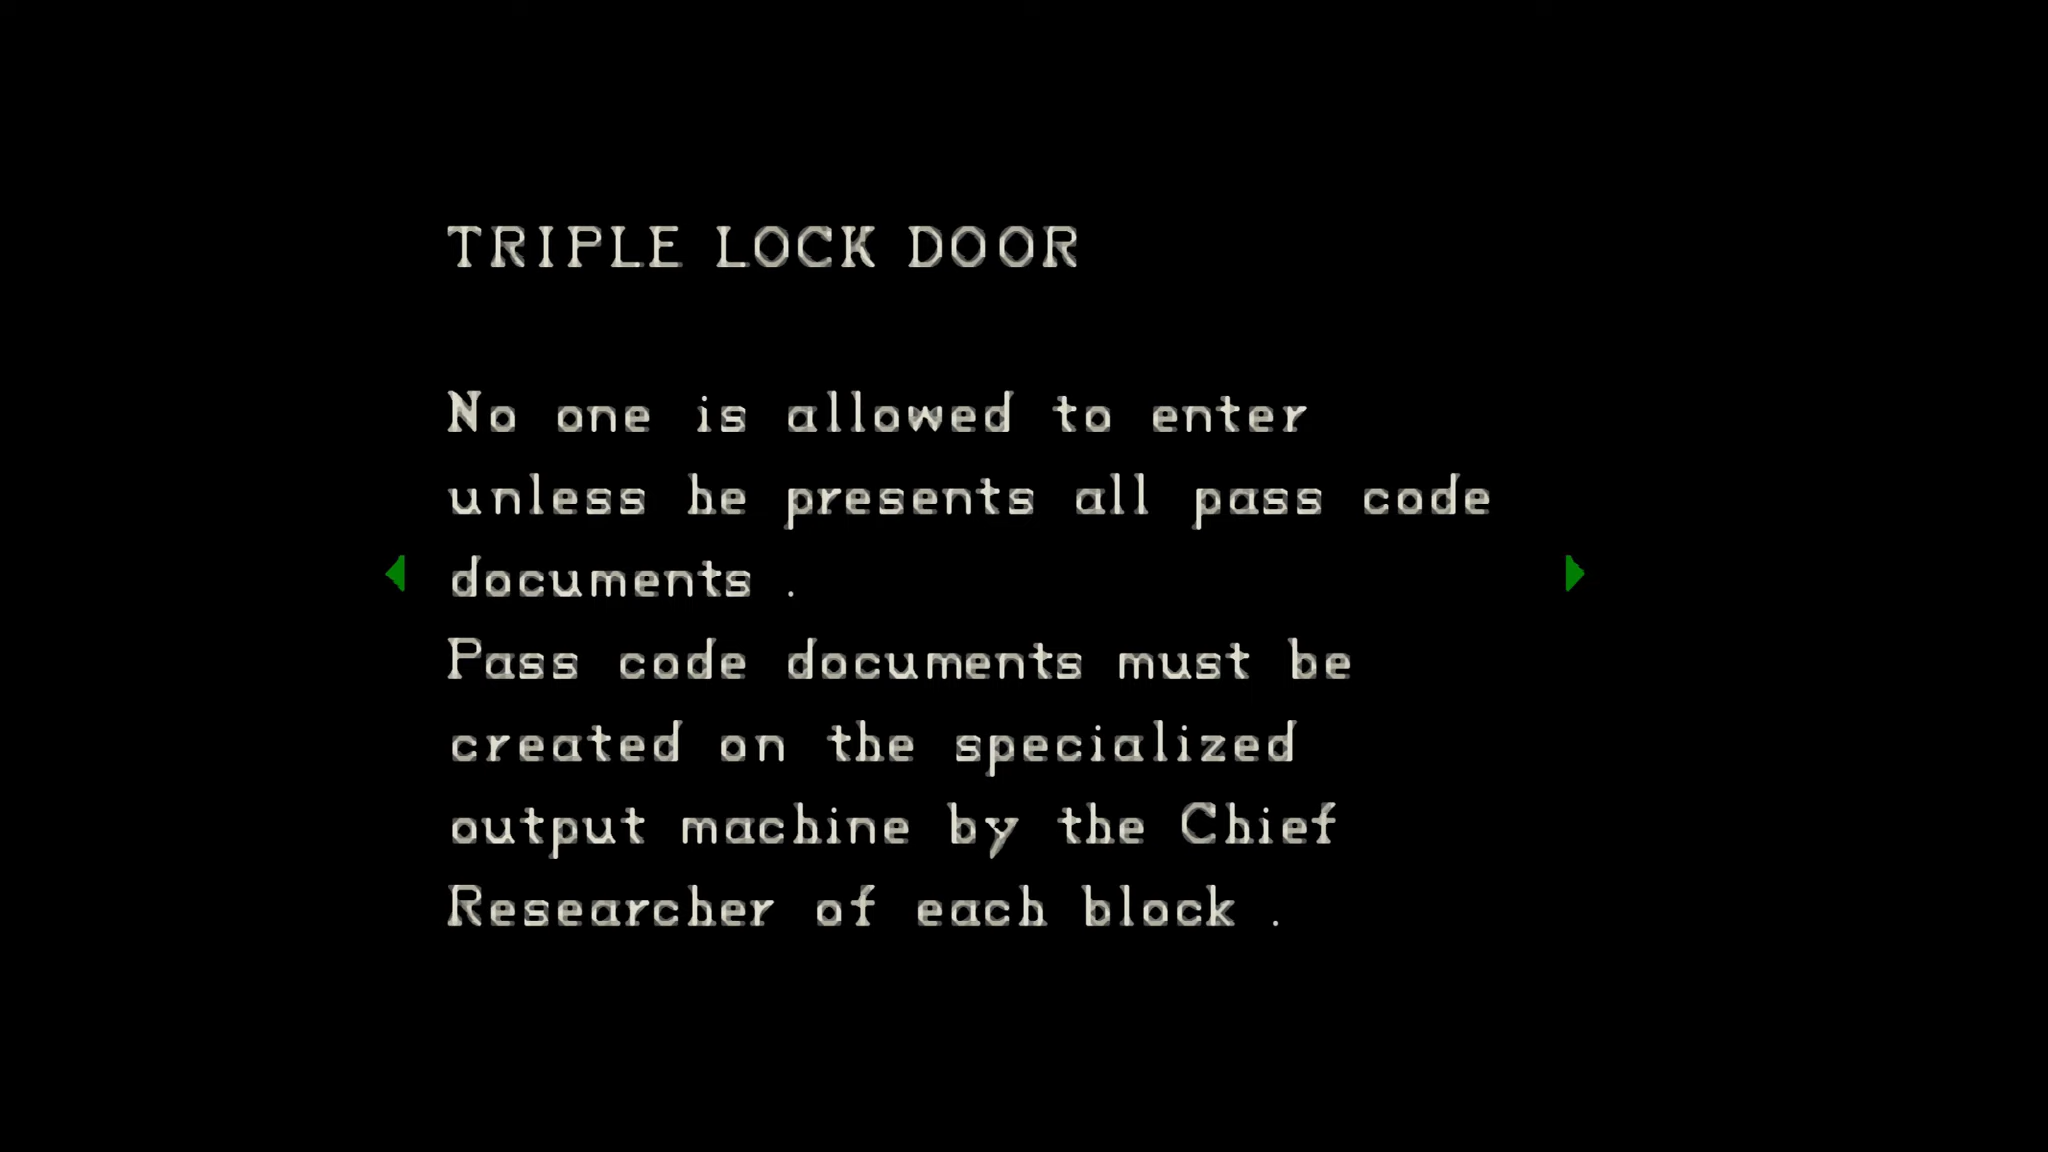 TRIPLE LOCK DOOR
No one is allowed to enter
unless he presents all pass code
documents .
Pass code documents must be
created on the specialized
output machine by the Chief
Researcher of each block .